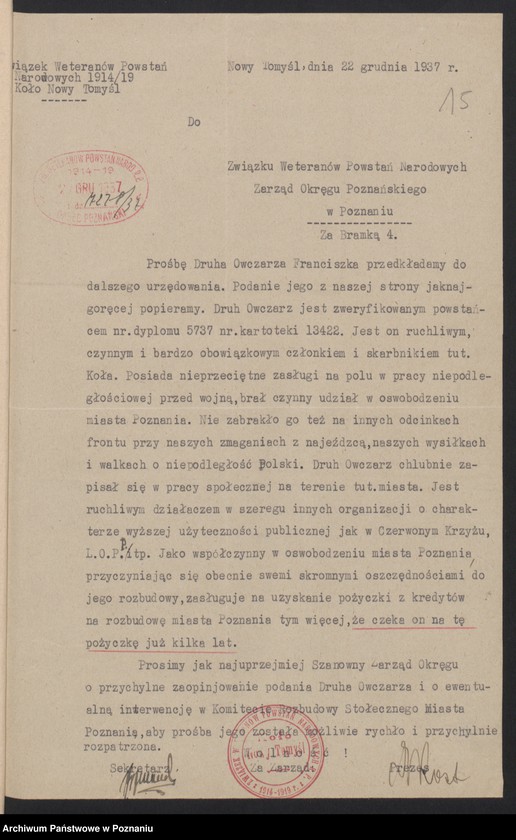 wiązek Weteranów Powstań
Narodowych 1914/19
Koło Nowy Tomyśl
Nowy Tomyśl, dnia 22 grudnia 1937 r.
15
Do
Związku Weteranów Powstań Narodowych
Zarząd Okręgu Poznańskiego
w Poznaniu
Za Bramką 4.
1914-19
GRU 1937
Prośbę Druha Owczarza Franciszka przedkładamy do
dalszego urzędowania. Podanie jego z naszej strony jaknaj-
goręcej popieramy. Druh Owczarz jest zweryfikowanym powstań-
cem nr.dyplomu 5737 nr.kartoteki 13422. Jest on ruchliwym,
czynnym i bardzo obowiązkowym członkiem i skarbnikiem tut.
Koła. Posiada nieprzeciętne zasługi na polu w pracy niepodle-
głościowej przed wojną,brał czynny udział w oswobodzeniu
miasta Poznania. Nie zabrakło go też na innych odcinkach
frontu przy naszych zmaganiach z najeźdzcą,naszych wysiłkach
i walkach o niepodległość Polski. Druh Owczarz chlubnie za-
pisał się w pracy społecznej na terenie tut.miasta. Jest
ruchliwym działaczem w szeregu innych organizacji o charak-
terze wyższej użyteczności publicznej jak w Czerwonym Krzyżu,
L.O.P.P. itp. Jako współczynny w oswobodzeniu miasta Poznania,
przyczyniając się obecnie swemi skromnymi oszczędnościami do
jego rozbudowy,zasługuje na uzyskanie pożyczki z kredytów
na rozbudowę miasta Poznania tym więcej,że czeka on na tę
pożyczkę już kilka lat.
Prosimy jak najuprzejmiej Szanowny Zarząd Okręgu
o przychylne zaopinjowanie podania Druha Owczarza i o ewentu-
alną interwencję w Komitecie Rozbudowy Stołecznego Miasta
Poznania,aby prośba jego została możliwie rychło i przychylnie
rozpatrzona.
C o ł e m !
Sekretarz
Za Zarząd
Prezes
Archiwum Państwowe w Poznaniu